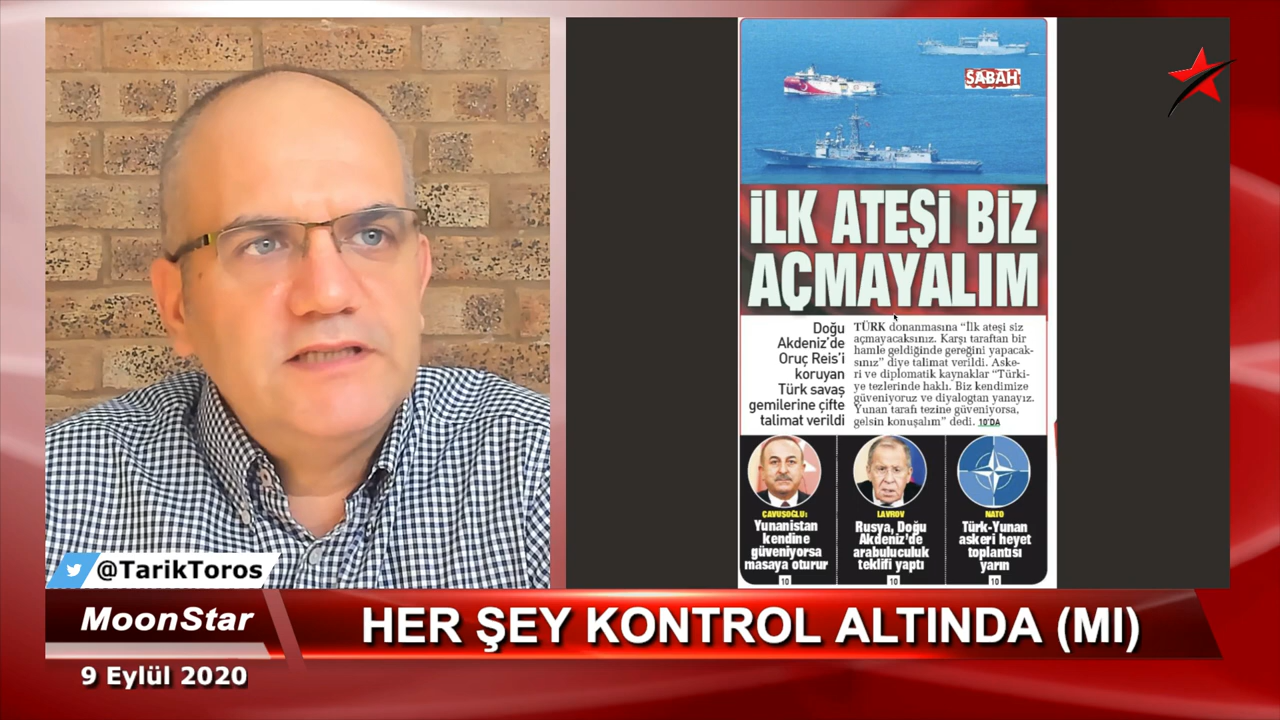 SABAH
İLK ATEŞİ BİZ
AÇMAYALIM
Doğu
Akdeniz'de
Oruç Reis'i
koruyan
Türk savaş
gemilerine çifte
talimat verildi
TÜRK donanmasına “İlk ateşi siz
açmayacaksınız. Karşı taraftan bir
hamle geldiğinde gereğini yapacak-
sınız” diye talimat verildi. Aske-
ri ve diplomatik kaynaklar “Türki-
ye tezlerinde haklı. Biz kendimize
güveniyoruz ve diyalogtan yanayız.
Yunan tarafı tezine güveniyorsa,
gelsin konuşalım” dedi. 10'DA
ÇAVUŞOĞLU:
Yunanistan
kendine
güveniyorsa
masaya oturur
10
LAVROV
Rusya, Doğu
Akdeniz'de
arabuluculuk
teklifi yaptı
10
NATO
Türk-Yunan
askeri heyet
toplantısı
yarın
10
@TarikToros
MoonStar
HER ŞEY KONTROL ALTINDA (MI)
9 Eylül 2020